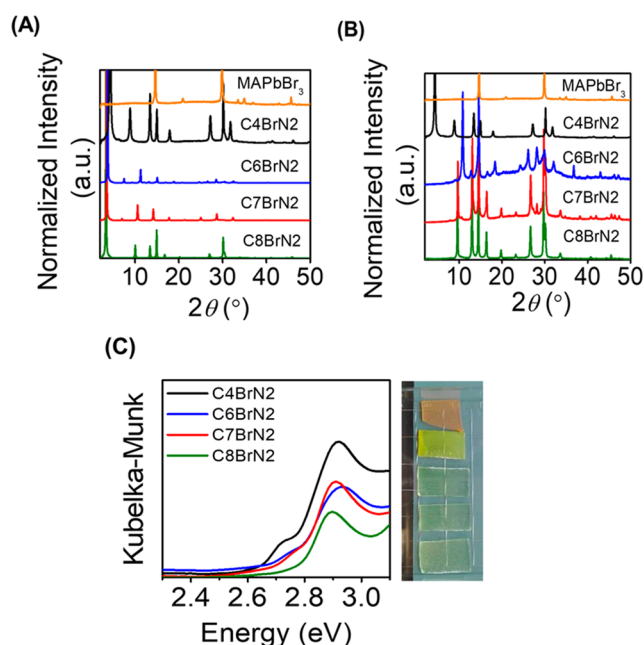 (A)
Normalized Intensity
(a.u.)
MAPbBr3
C4BrN2
C6BrN2
C7BrN2
C8BrN2
10 20 30 40 50
2θ (°)
(B)
Normalized Intensity
(a.u.)
MAPbBr3
C4BrN2
C6BrN2
C7BrN2
C8BrN2
10 20 30 40 50
2θ (°)
(C)
Kubelka-Munk
C4BrN2
C6BrN2
C7BrN2
C8BrN2
2.4 2.6 2.8 3.0
Energy (eV)